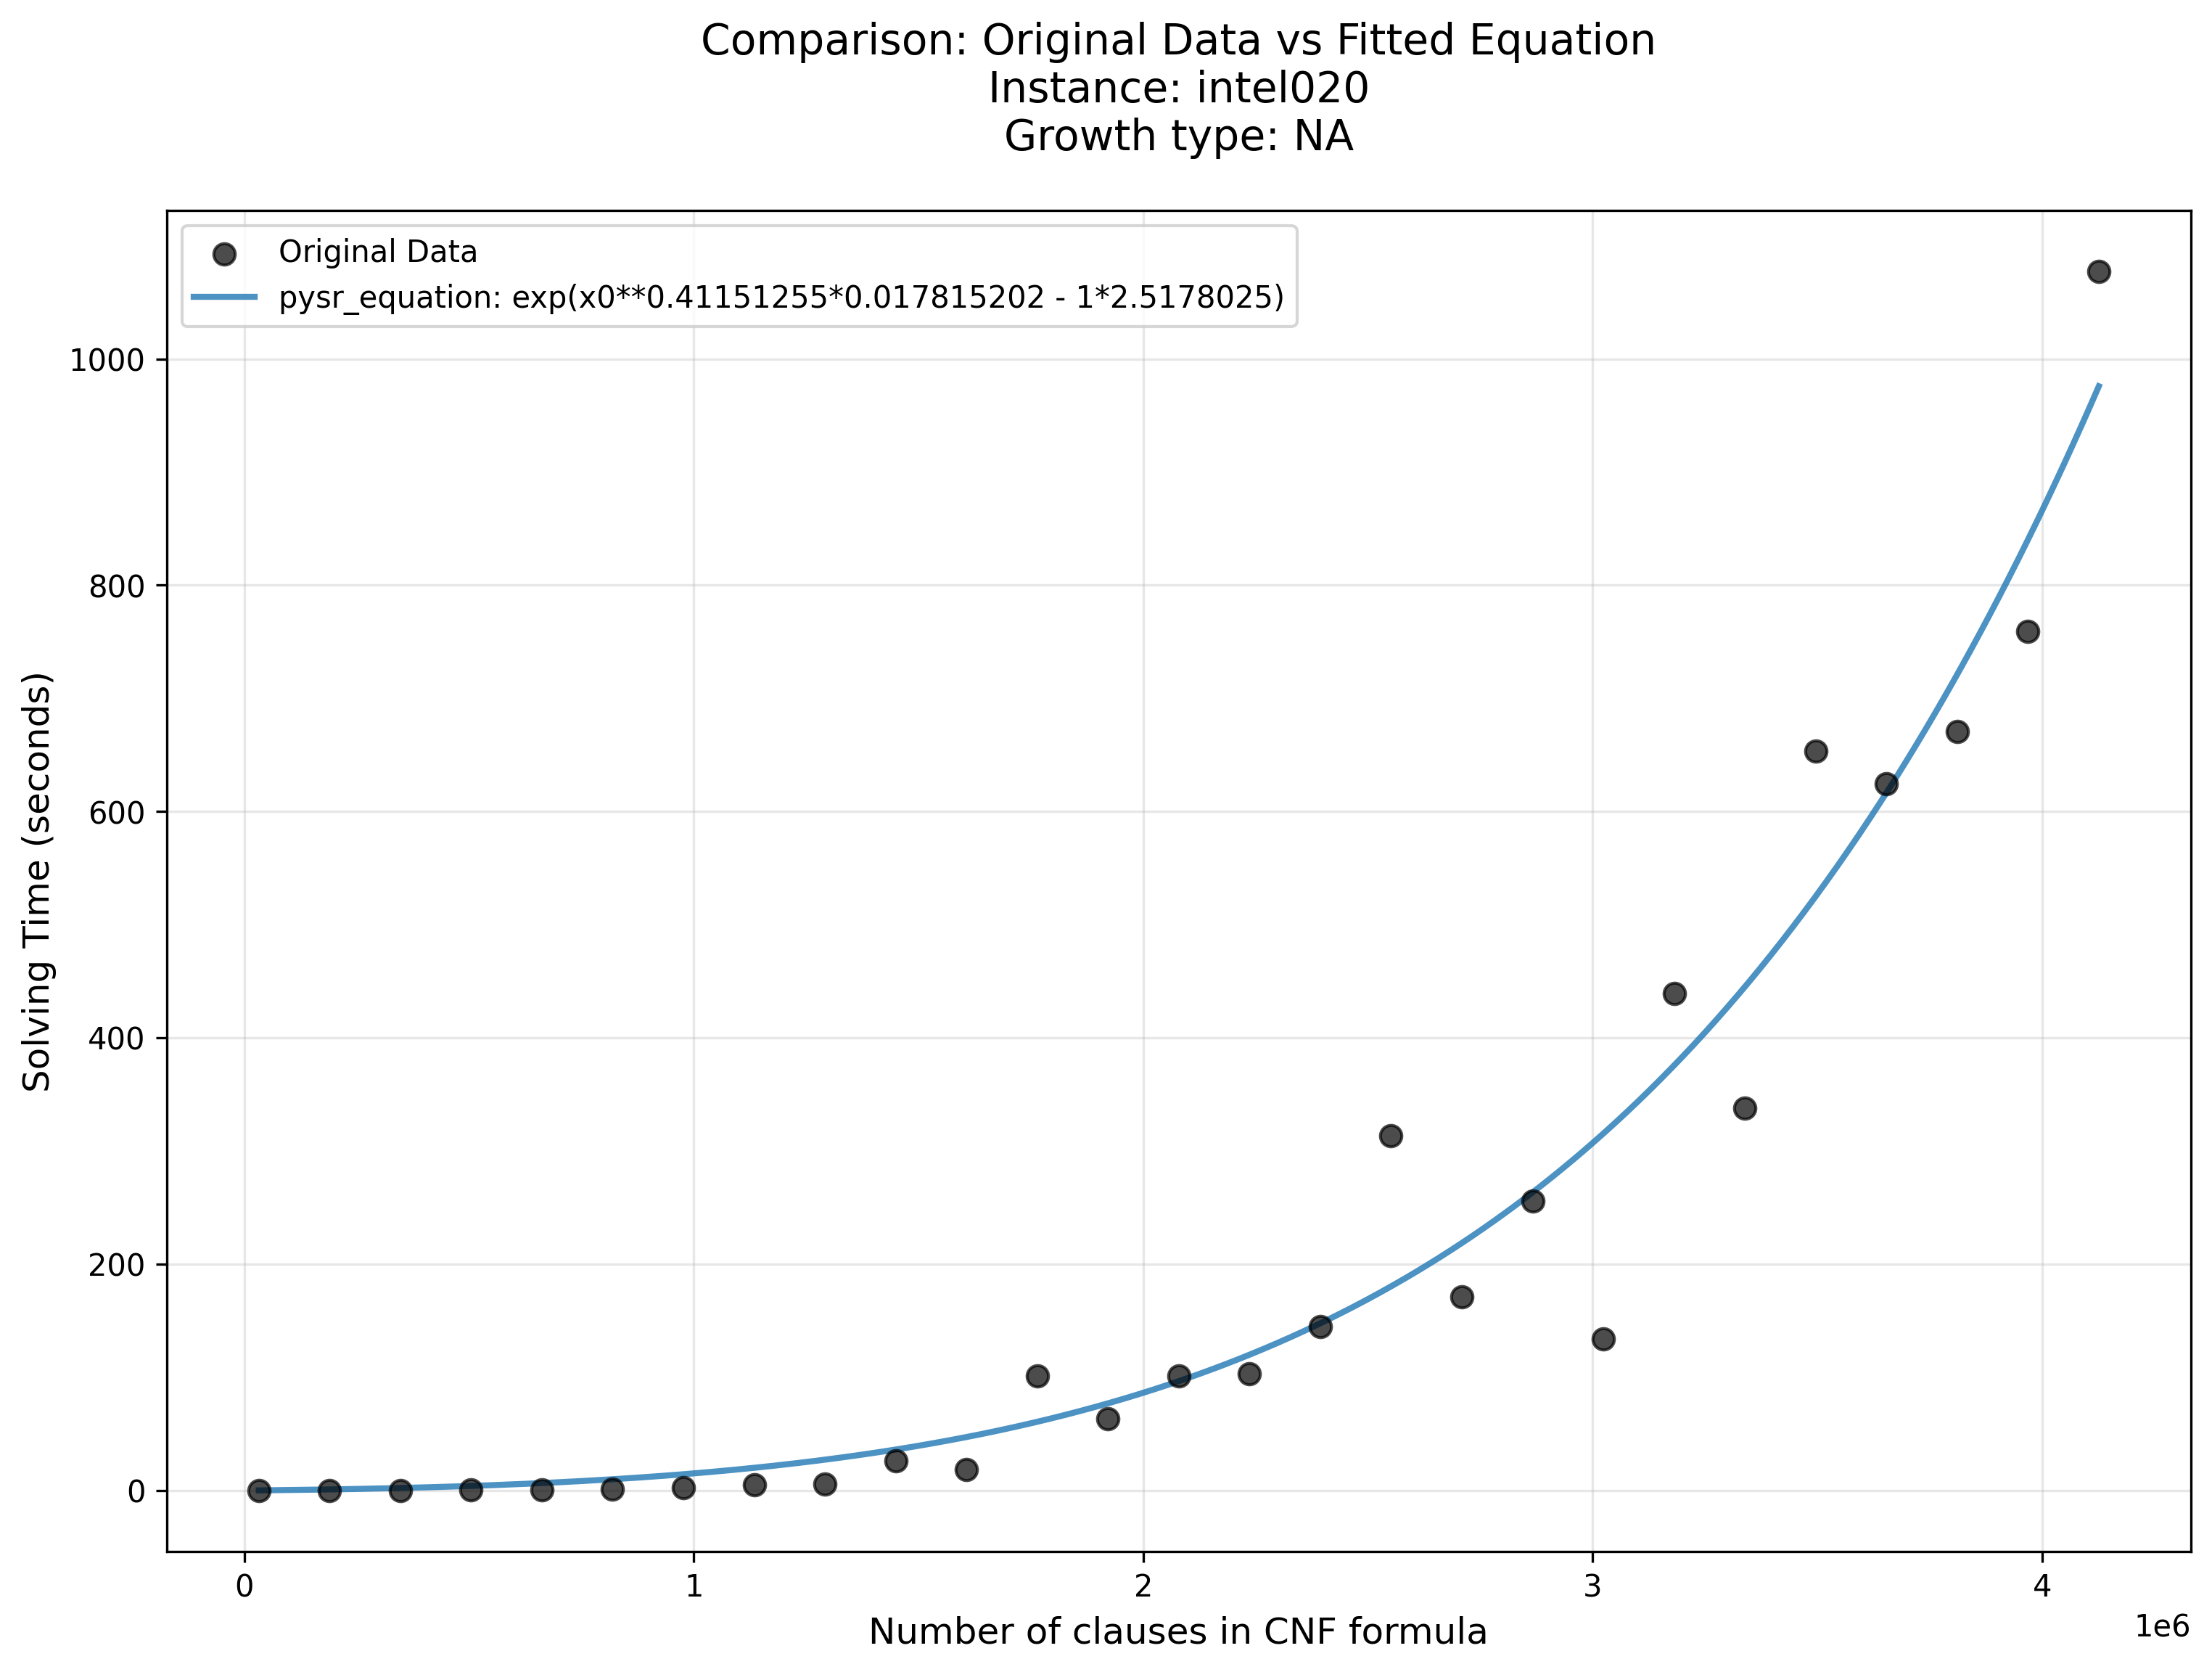 Comparison: Original Data vs Fitted Equation
Instance: intel020
Growth type: NA
Original Data
pysr_equation: exp(x0**0.41151255*0.017815202 - 1*2.5178025)
Solving Time (seconds)
1000
800
600
400
200
0
0 1 2 3 4
1e6
Number of clauses in CNF formula